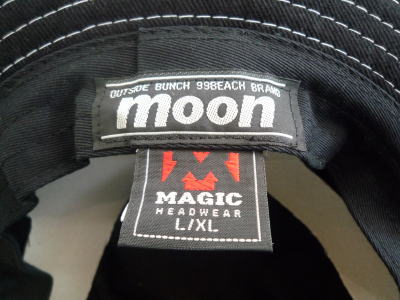 OUTSIDE BUNCH 99BEACH BRAND
moon
MAGIC
HEADWEAR
L/XL